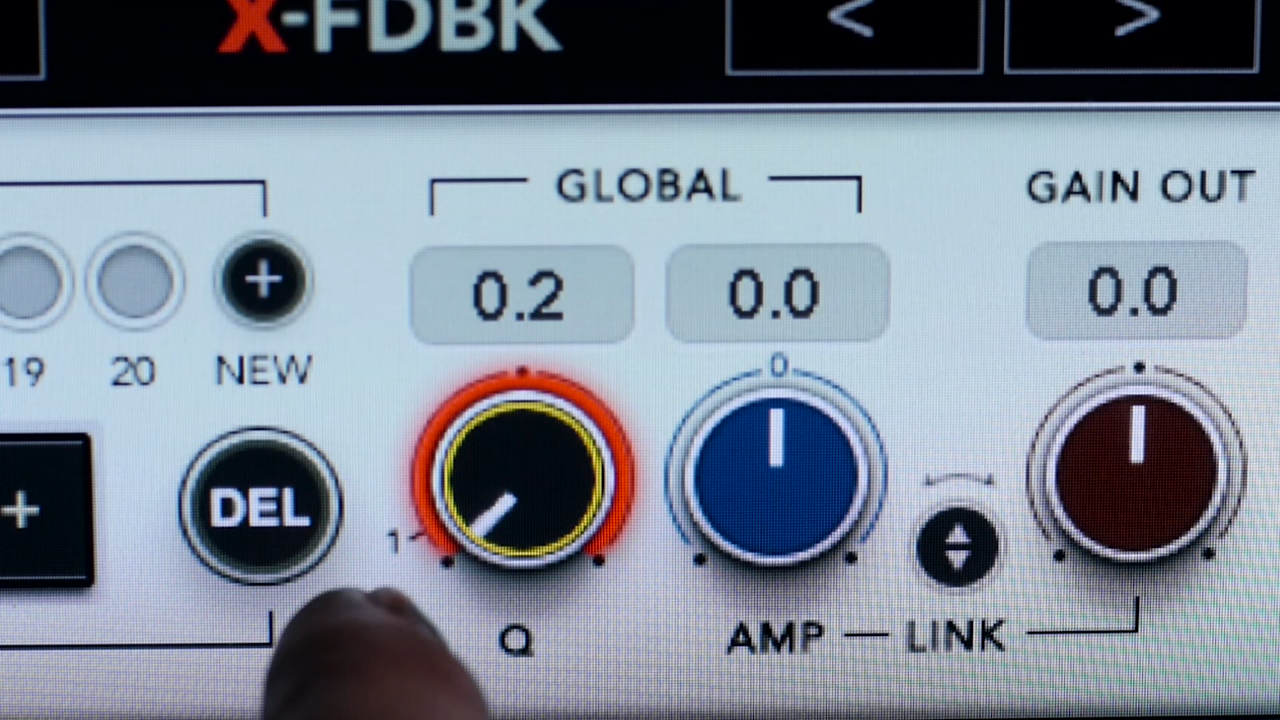 X-FDBK
< >
GLOBAL GAIN OUT
0.2 0.0 0.0
+
19 20 NEW
0
+ DEL
1
Q AMP LINK